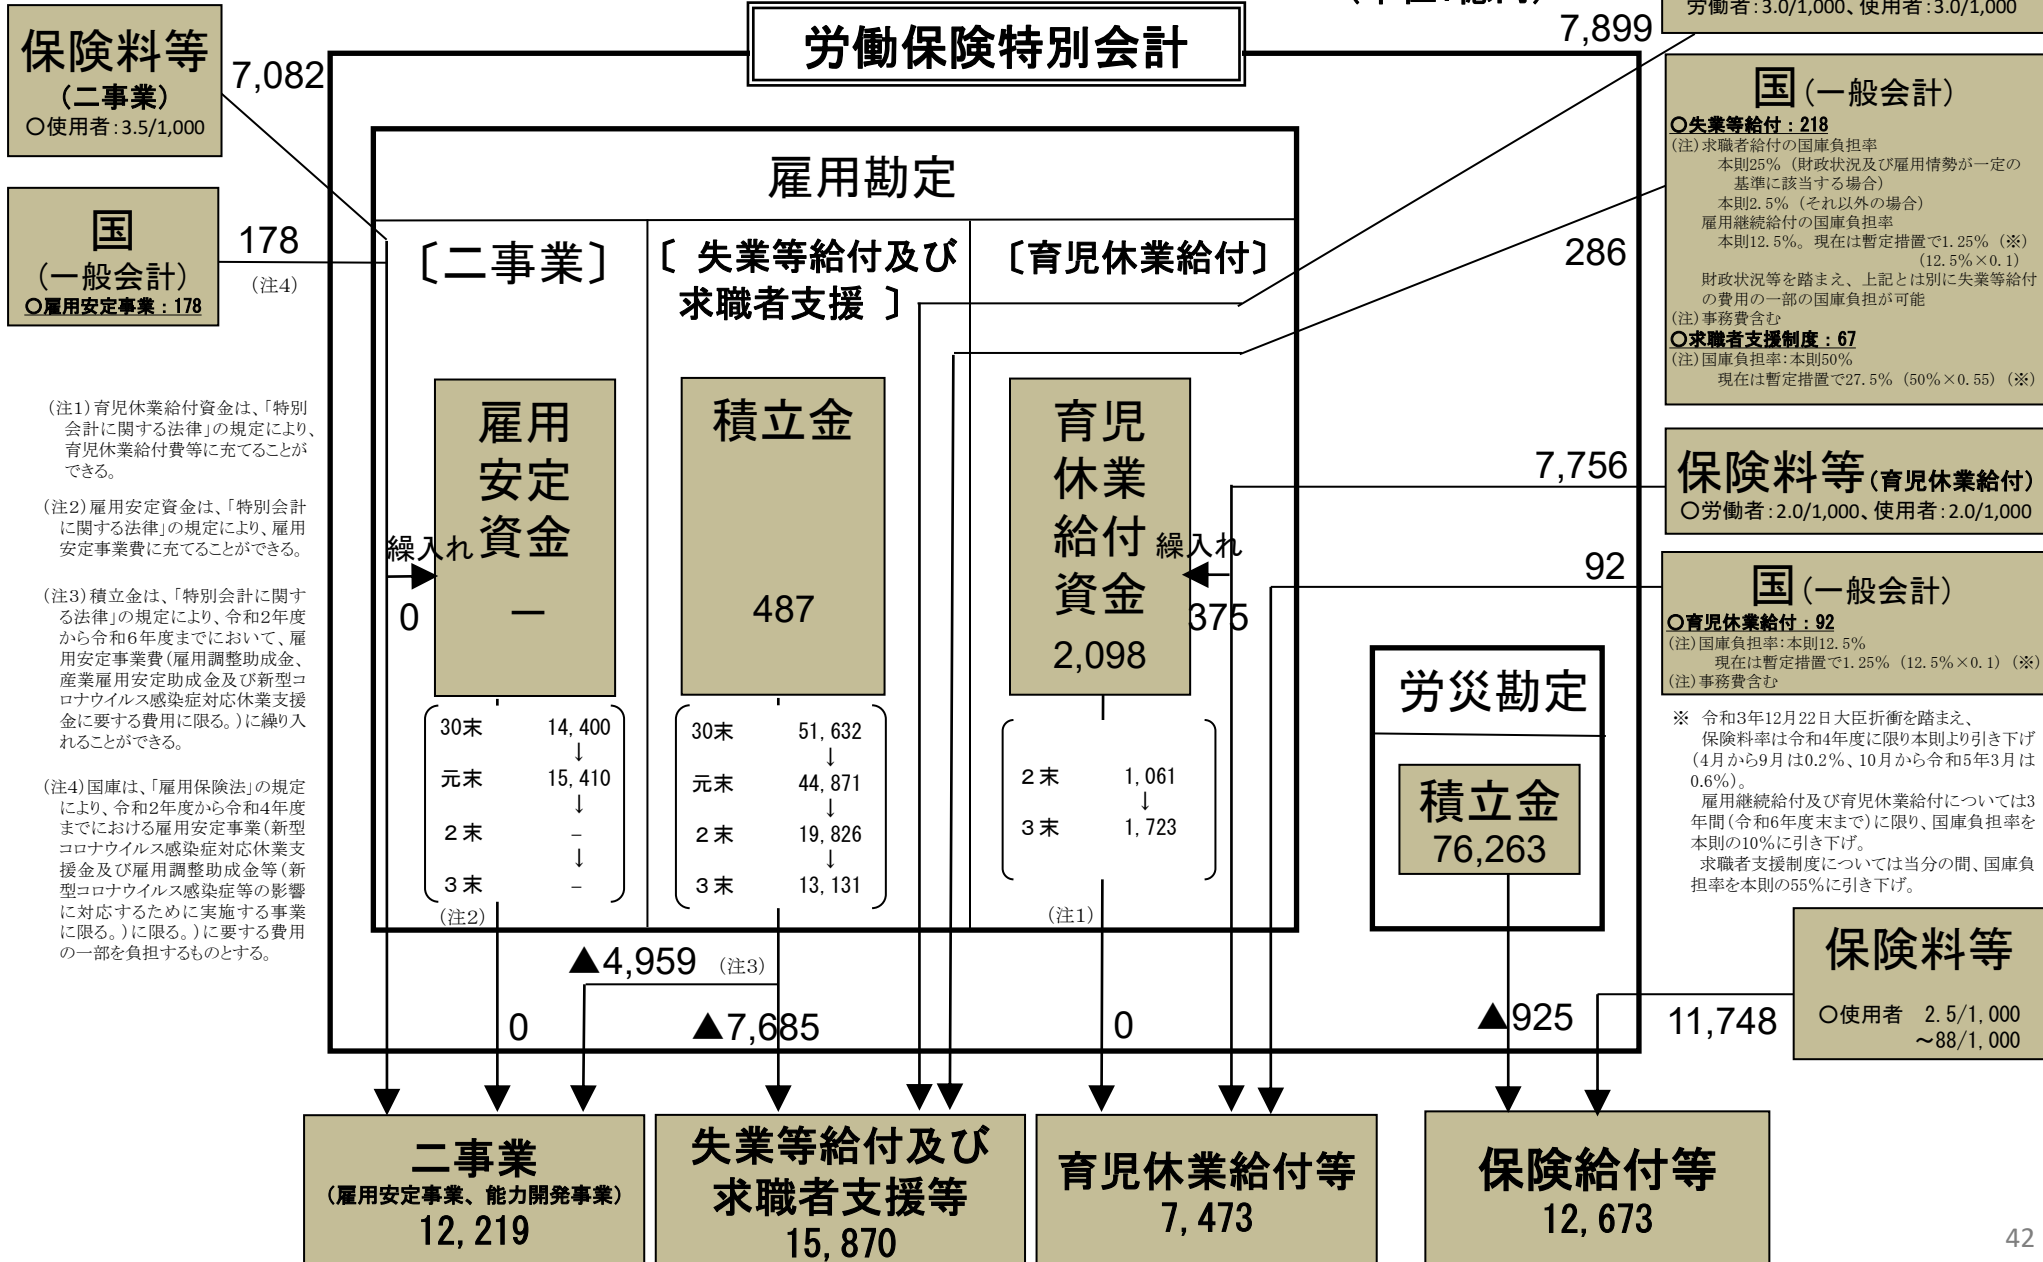 労働保険特別会計
保険料等
(二事業)
○使用者:3.5/1,000
7,082
国
(一般会計)
○雇用安定事業:178
178
(注4)
(注1)育児休業給付資金は、「特別
会計に関する法律」の規定により、
育児休業給付費等に充てることが
できる。
(注2)雇用安定資金は、「特別会計
に関する法律」の規定により、雇用
安定事業費に充てることができる。
(注3)積立金は、「特別会計に関す
る法律」の規定により、令和2年度
から令和6年度までにおいて、雇
用安定事業費(雇用調整助成金、
産業雇用安定助成金及び新型コ
ロナウイルス感染症対応休業支援
金に要する費用に限る。)に繰り入
れることができる。
(注4)国庫は、「雇用保険法」の規定
により、令和2年度から令和4年度
までにおける雇用安定事業(新型
コロナウイルス感染症対応休業支
援金及び雇用調整助成金等(新
型コロナウイルス感染症等の影響
に対応するために実施する事業
に限る。)に限る。)に要する費用
の一部を負担するものとする。
雇用勘定
〔二事業〕
〔 失業等給付及び
求職者支援 〕
〔育児休業給付〕
雇用
安定
資金
-
繰入れ
0
30末 14,400
↓
元末 15,410
↓
2末 -
↓
3末 -
(注2)
積立金
487
30末 51,632
↓
元末 44,871
↓
2末 19,826
↓
3末 13,131
育児
休業
給付
資金
2,098
繰入れ
375
2末 1,061
↓
3末 1,723
(注1)
労災勘定
積立金
76,263
▲4,959 (注3)
0
▲7,685
0
▲925
11,748
7,899
労働者:3.0/1,000、使用者:3.0/1,000
286
国(一般会計)
○失業等給付:218
(注)求職者給付の国庫負担率
本則25%(財政状況及び雇用情勢が一定の
基準に該当する場合)
本則2.5%(それ以外の場合)
雇用継続給付の国庫負担率
本則12.5%。現在は暫定措置で1.25%(※)
(12.5%×0.1)
財政状況等を踏まえ、上記とは別に失業等給付
の費用の一部の国庫負担が可能
(注)事務費含む
○求職者支援制度:67
(注)国庫負担率:本則50%
現在は暫定措置で27.5%(50%×0.55)(※)
7,756
保険料等(育児休業給付)
○労働者:2.0/1,000、使用者:2.0/1,000
92
国(一般会計)
○育児休業給付:92
(注)国庫負担率:本則12.5%
現在は暫定措置で1.25%(12.5%×0.1)(※)
(注)事務費含む
※ 令和3年12月22日大臣折衝を踏まえ、
保険料率は令和4年度に限り本則より引き下げ
(4月から9月は0.2%、10月から令和5年3月は
0.6%)。
雇用継続給付及び育児休業給付については3
年間(令和6年度末まで)に限り、国庫負担率を
本則の10%に引き下げ。
求職者支援制度については当分の間、国庫負
担率を本則の55%に引き下げ。
保険料等
○使用者 2.5/1,000
~88/1,000
二事業
(雇用安定事業、能力開発事業)
12,219
失業等給付及び
求職者支援等
15,870
育児休業給付等
7,473
保険給付等
12,673
42